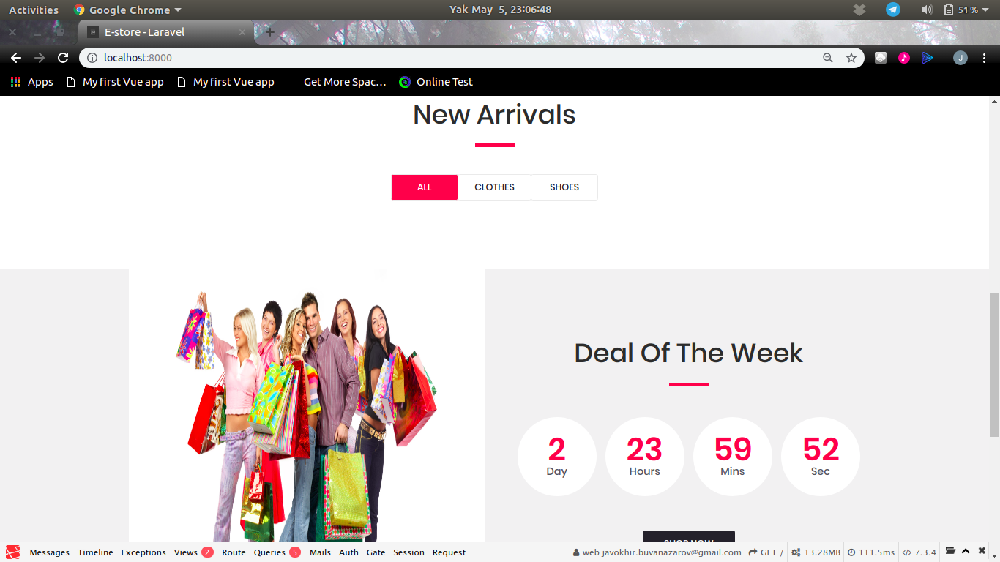 Activities Google Chrome Yak May 5, 23:06:48 51 %
E-store - Laravel
localhost:8000 J
Apps My first Vue app My first Vue app Get More Spac... Online Test
New Arrivals
ALL CLOTHES SHOES
Deal Of The Week
2 23 59 52
Day Hours Mins Sec
SHOP NOW
Messages Timeline Exceptions Views 2 Route Queries 5 Mails Auth Gate Session Request web javokhir.buvanazarov@gmail.com GET / 13.28MB 111.5ms 7.3.4